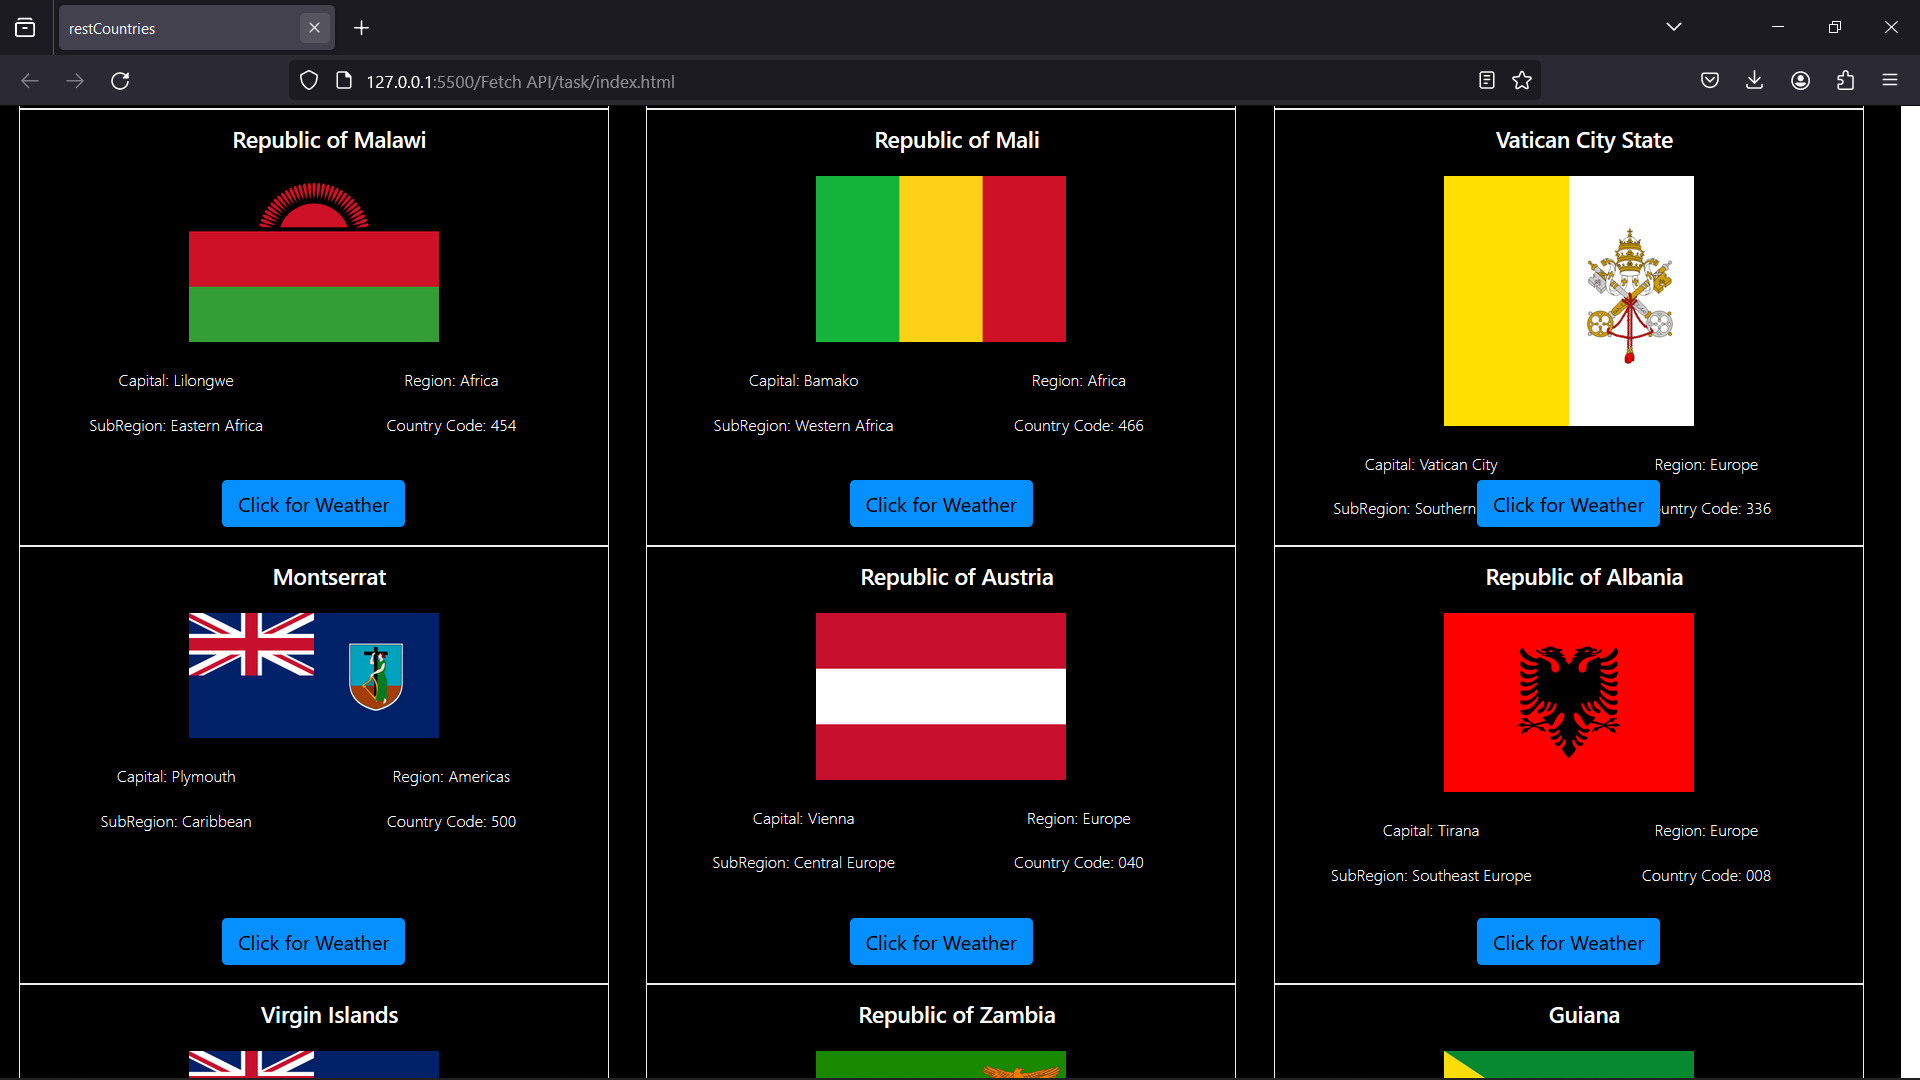 restCountries
127.0.0.1:5500/Fetch API/task/index.html
Republic of Malawi
Capital: Lilongwe Region: Africa
SubRegion: Eastern Africa Country Code: 454
Click for Weather
Republic of Mali
Capital: Bamako Region: Africa
SubRegion: Western Africa Country Code: 466
Click for Weather
Vatican City State
Capital: Vatican City Region: Europe
SubRegion: Southern untry Code: 336
Click for Weather
Montserrat
Capital: Plymouth Region: Americas
SubRegion: Caribbean Country Code: 500
Click for Weather
Republic of Austria
Capital: Vienna Region: Europe
SubRegion: Central Europe Country Code: 040
Click for Weather
Republic of Albania
Capital: Tirana Region: Europe
SubRegion: Southeast Europe Country Code: 008
Click for Weather
Virgin Islands
Republic of Zambia
Guiana